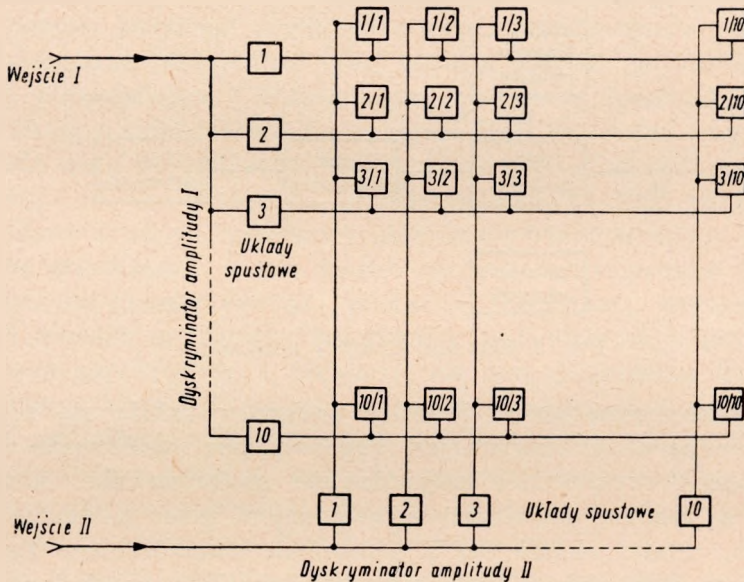 1/1 1/2 1/3 1/10
Wejście I
1
2/1 2/2 2/3 2/10
2
3/1 3/2 3/3 3/10
3
Układy
spustowe
Dyskryminator amplitudy I
10/1 10/2 10/3 10/10
10
1 2 3 Układy spustowe 10
Wejście II
Dyskryminator amplitudy II